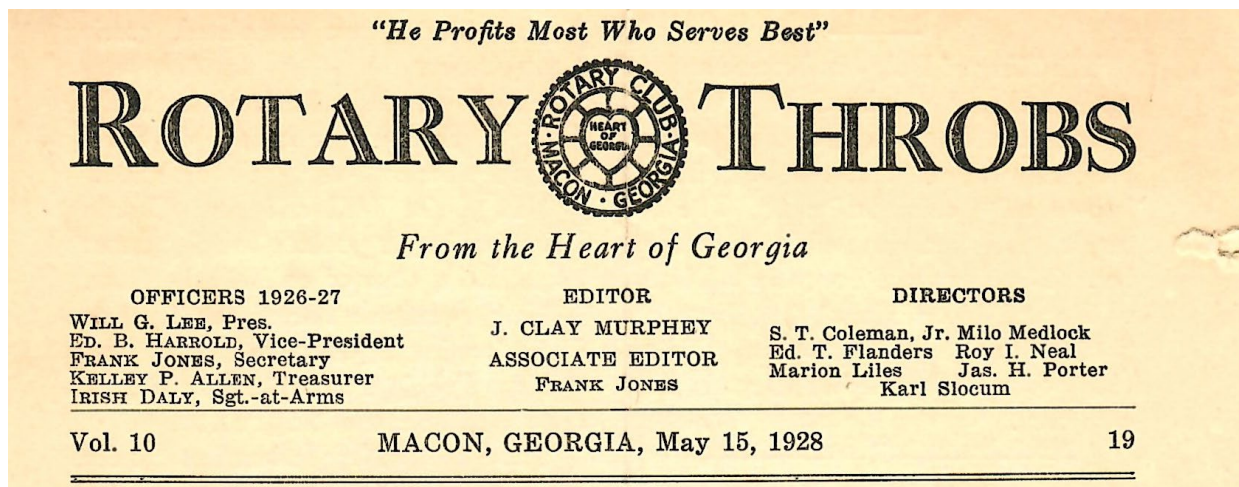 "He Profits Most Who Serves Best"
ROTARY THROBS
ROTARY CLUB · MACON · GEORGIA ·
HEART
OF
GEORGIA
From the Heart of Georgia
OFFICERS 1926-27
WILL G. LEE, Pres.
ED. B. HARROLD, Vice-President
FRANK JONES, Secretary
KELLEY P. ALLEN, Treasurer
IRISH DALY, Sgt.-at-Arms
EDITOR
J. CLAY MURPHEY
ASSOCIATE EDITOR
FRANK JONES
DIRECTORS
S. T. Coleman, Jr. Milo Medlock
Ed. T. Flanders Roy I. Neal
Marion Liles Jas. H. Porter
Karl Slocum
Vol. 10 MACON, GEORGIA, May 15, 1928 19